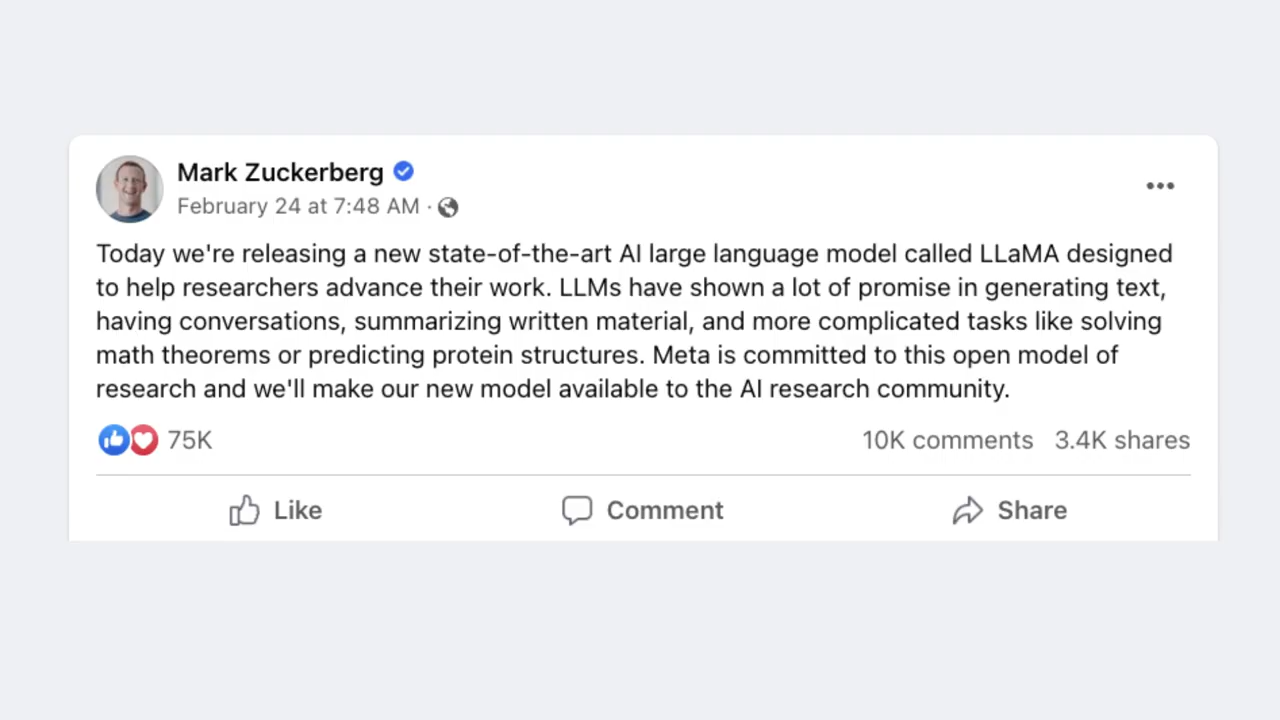 Mark Zuckerberg
February 24 at 7:48 AM ·
Today we're releasing a new state-of-the-art AI large language model called LLaMA designed
to help researchers advance their work. LLMs have shown a lot of promise in generating text,
having conversations, summarizing written material, and more complicated tasks like solving
math theorems or predicting protein structures. Meta is committed to this open model of
research and we'll make our new model available to the AI research community.
75K 10K comments 3.4K shares
Like Comment Share